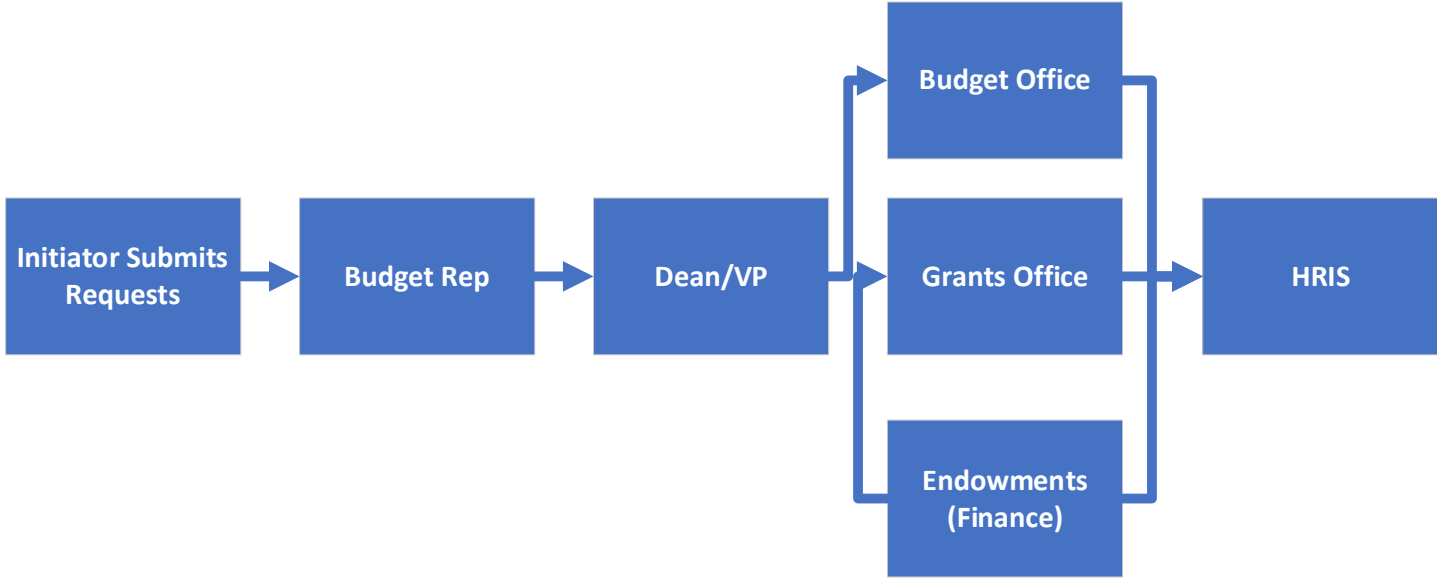 Initiator Submits
Requests
Budget Rep
Dean/VP
Budget Office
Grants Office
Endowments
(Finance)
HRIS